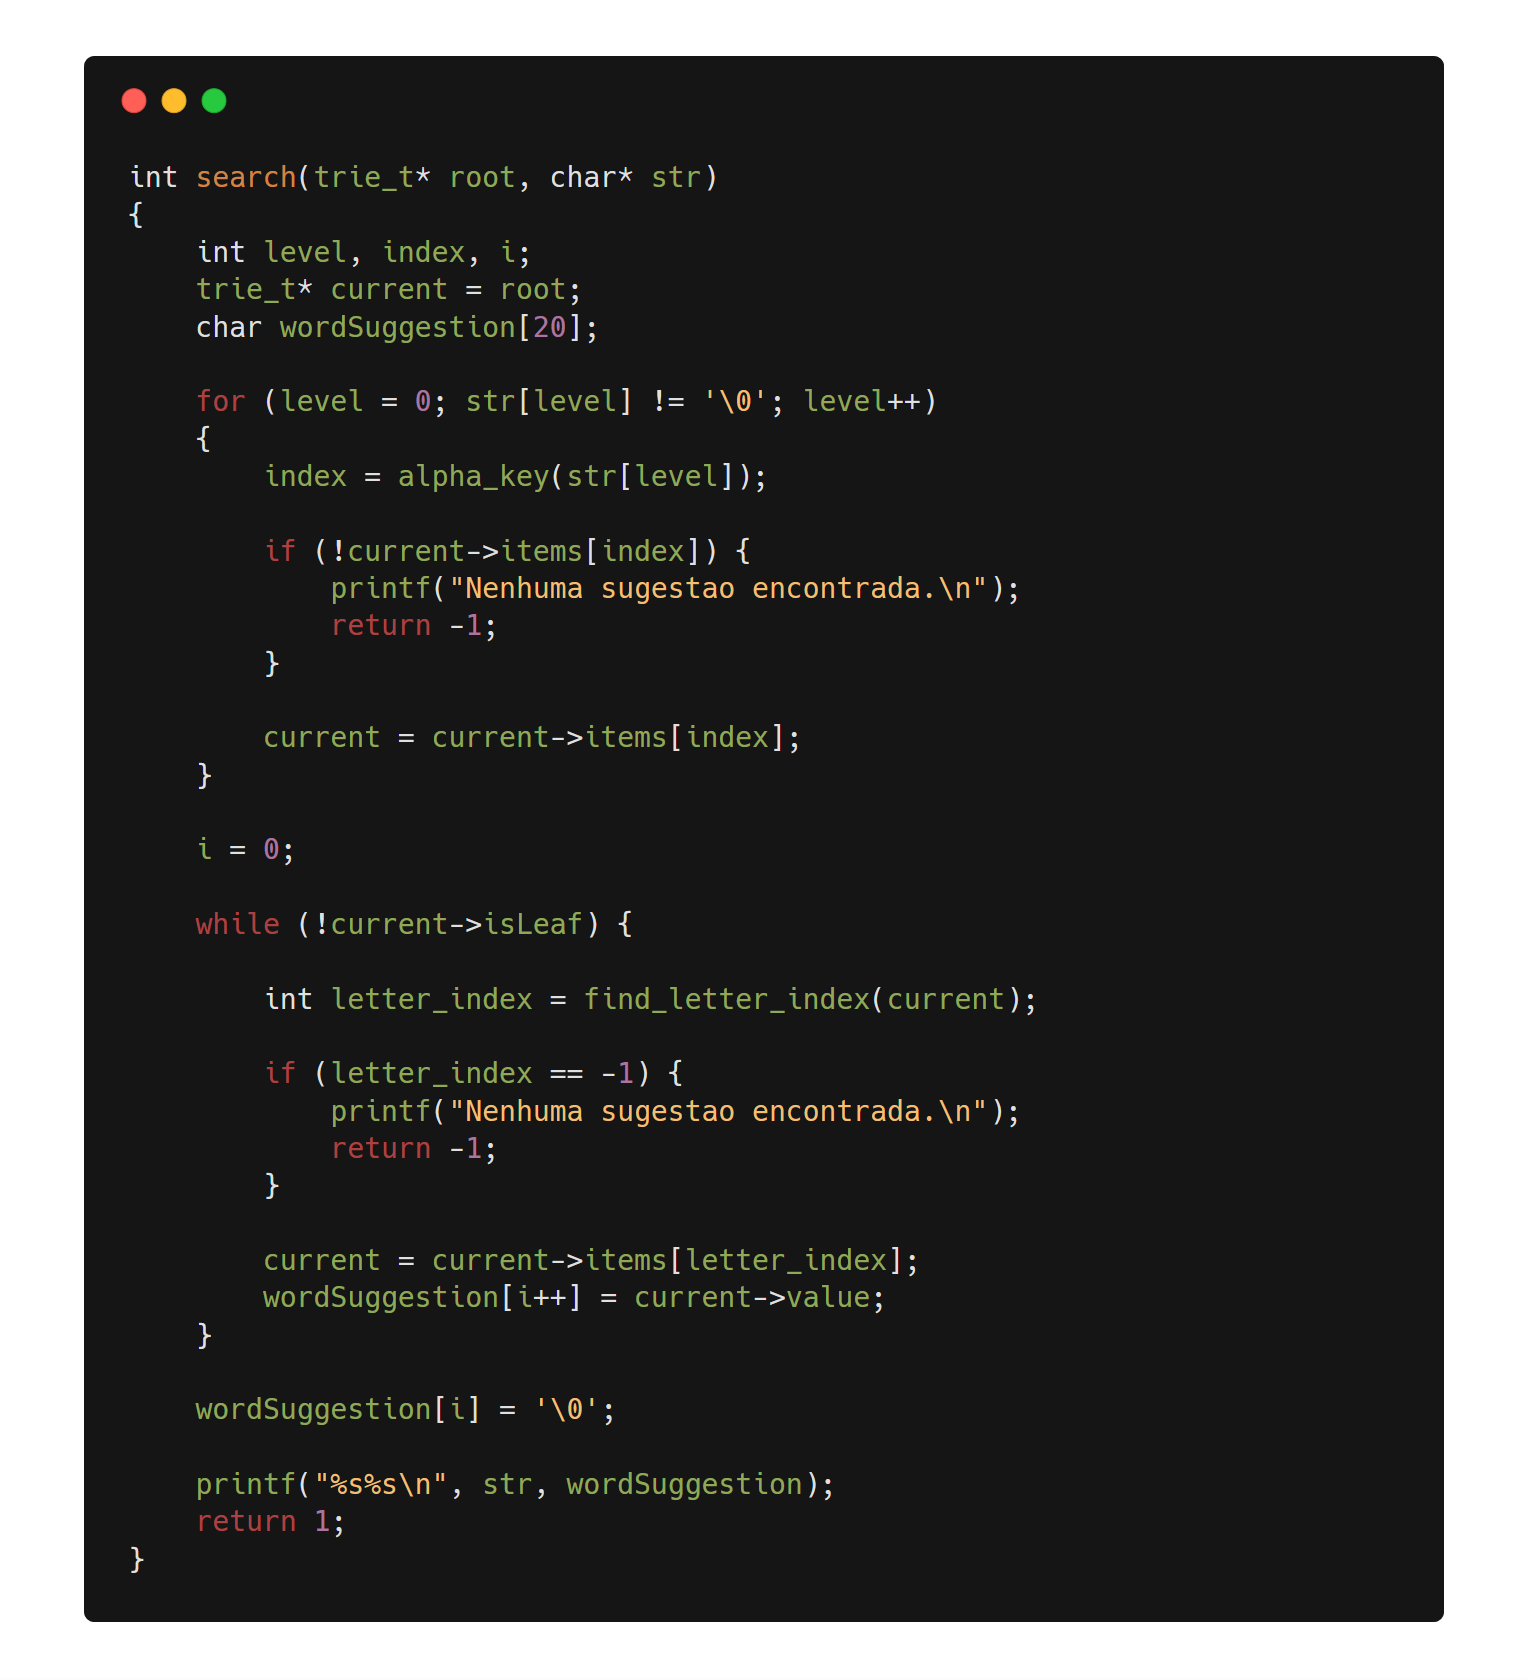 int search(trie_t* root, char* str)
{
    int level, index, i;
    trie_t* current = root;
    char wordSuggestion[20];

    for (level = 0; str[level] != '\0'; level++)
    {
        index = alpha_key(str[level]);

        if (!current->items[index]) {
            printf("Nenhuma sugestao encontrada.\n");
            return -1;
        }

        current = current->items[index];
    }

    i = 0;

    while (!current->isLeaf) {

        int letter_index = find_letter_index(current);

        if (letter_index == -1) {
            printf("Nenhuma sugestao encontrada.\n");
            return -1;
        }

        current = current->items[letter_index];
        wordSuggestion[i++] = current->value;
    }

    wordSuggestion[i] = '\0';

    printf("%s%s\n", str, wordSuggestion);
    return 1;
}